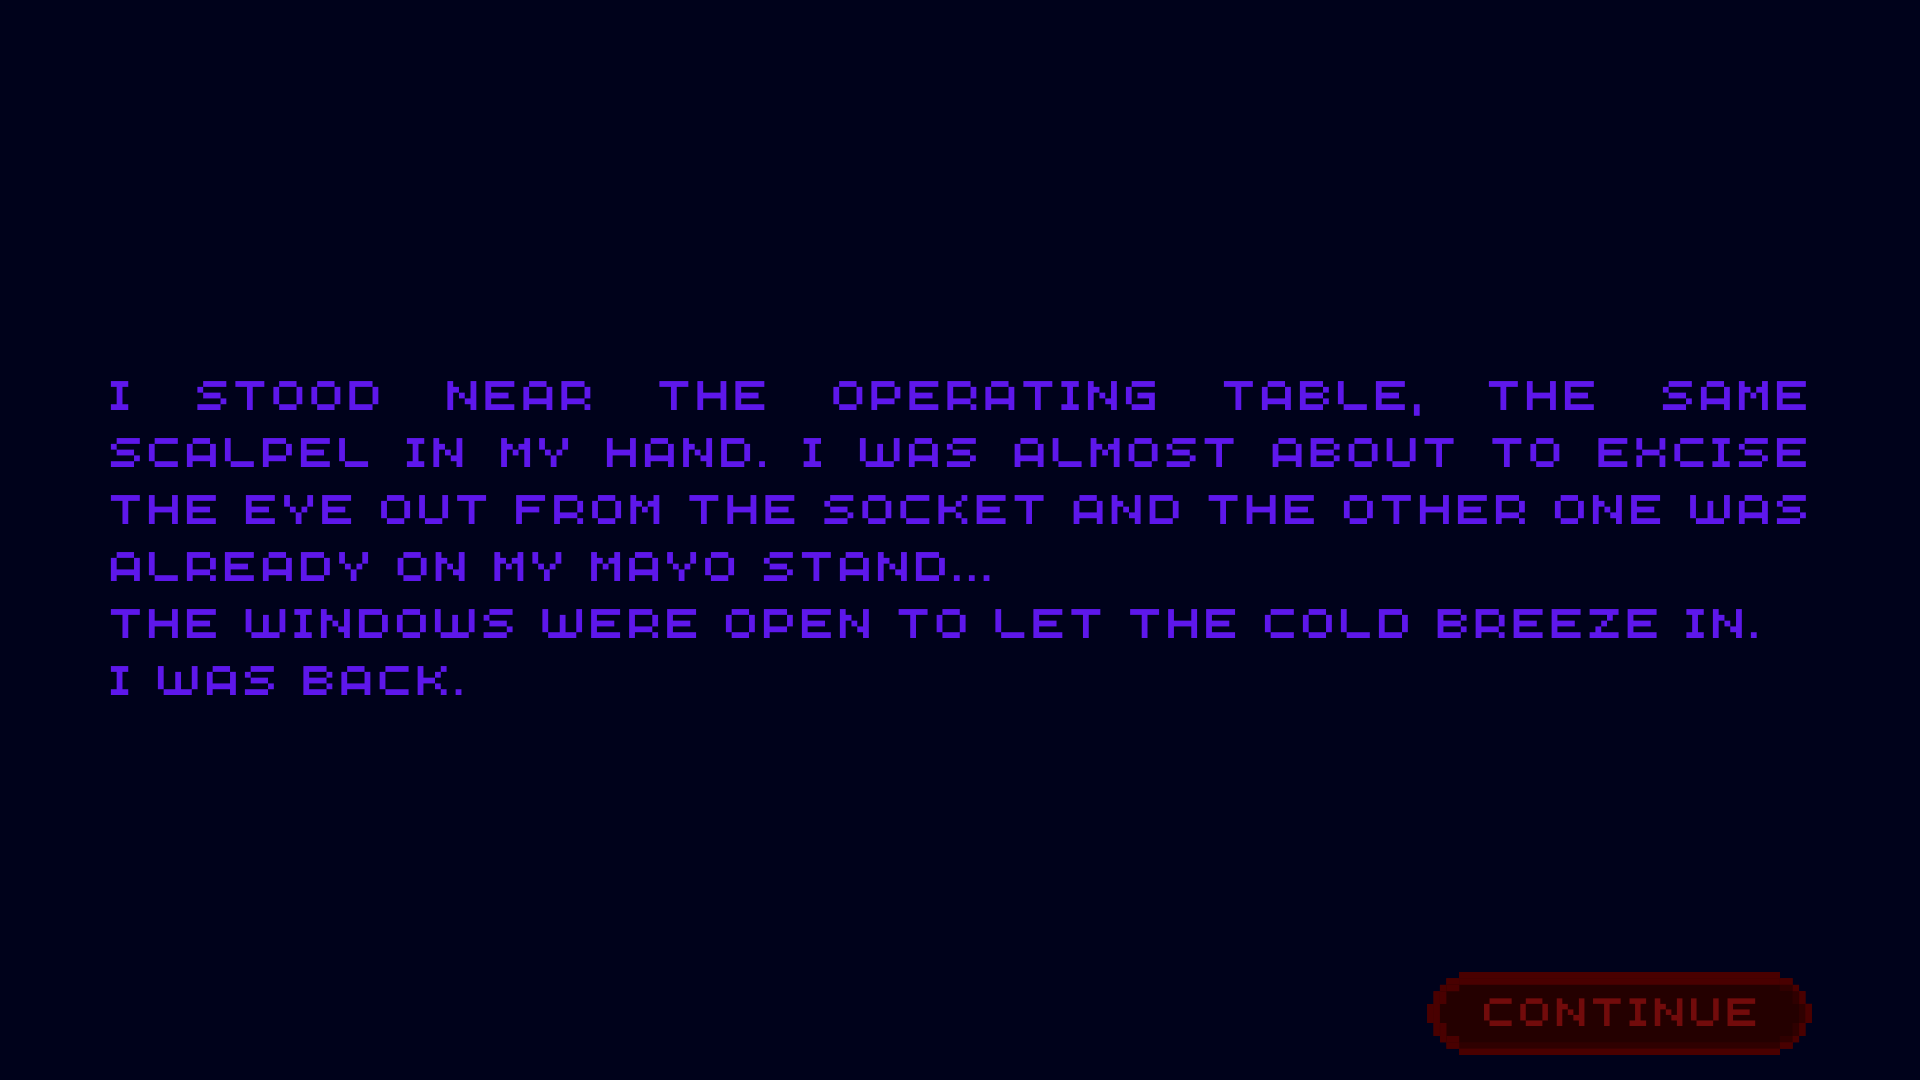 I STOOD NEAR THE OPERATING TABLE, THE SAME
SCALPEL IN MY HAND. I WAS ALMOST ABOUT TO EXCISE
THE EYE OUT FROM THE SOCKET AND THE OTHER ONE WAS
ALREADY ON MY MAYO STAND...
THE WINDOWS WERE OPEN TO LET THE COLD BREEZE IN.
I WAS BACK.
CONTINUE